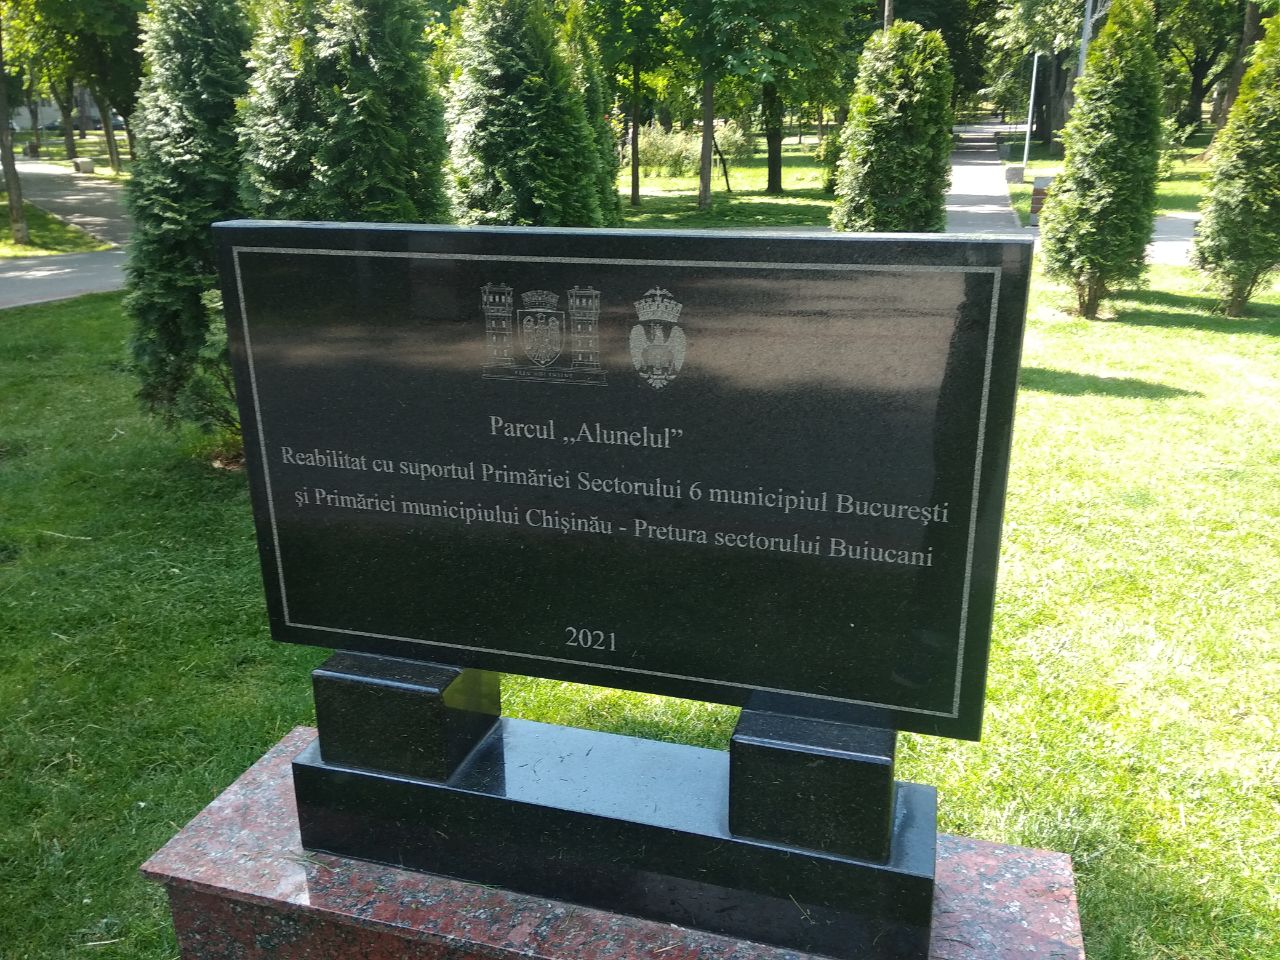 Parcul „Alunelul”
Reabilitat cu suportul Primăriei Sectorului 6 municipiul Bucureşti
şi Primăriei municipiului Chişinău - Pretura sectorului Buiucani
2021